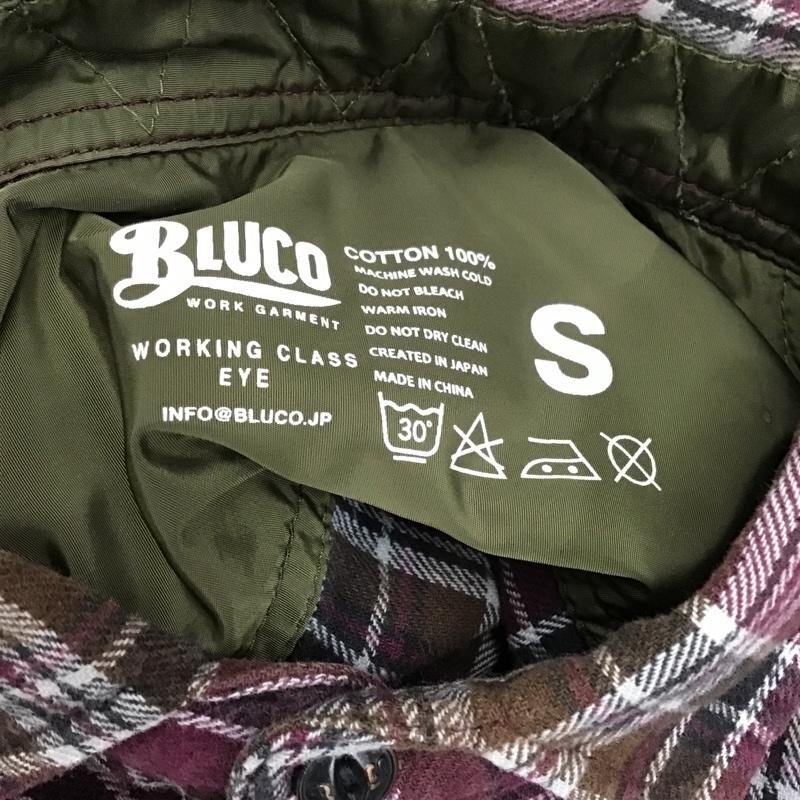 BLUCO
WORK GARMENT
WORKING CLASS
EYE
INFO@BLUCO.JP
COTTON 100%
MACHINE WASH COLD
DO NOT BLEACH
WARM IRON
DO NOT DRY CLEAN
CREATED IN JAPAN
MADE IN CHINA
30°
S